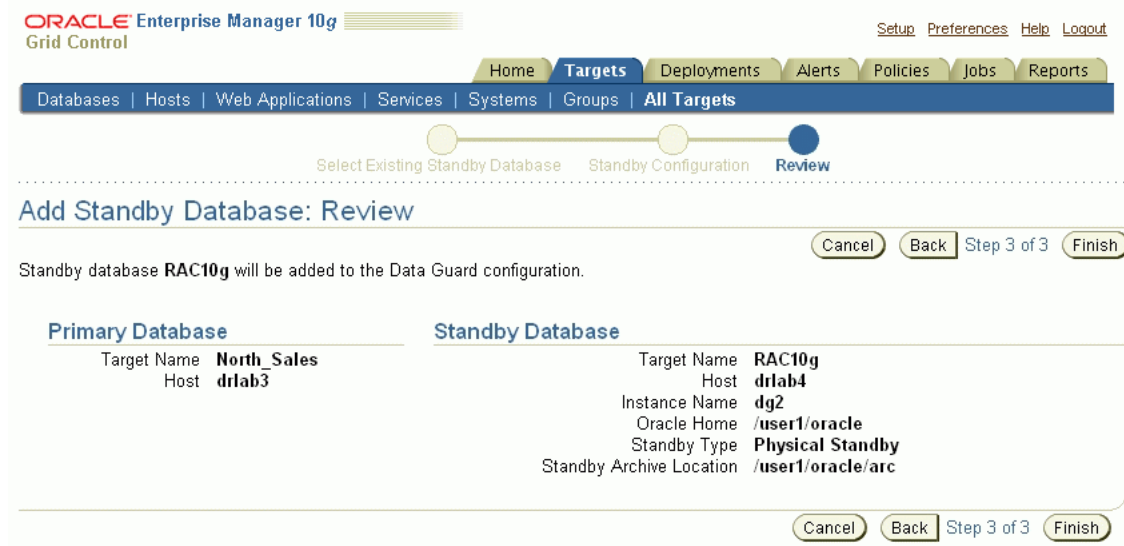 ORACLE Enterprise Manager 10g
Grid Control
Setup Preferences Help Logout
Home Targets Deployments Alerts Policies Jobs Reports
Databases | Hosts | Web Applications | Services | Systems | Groups | All Targets
Select Existing Standby Database Standby Configuration Review
Add Standby Database: Review
Cancel Back Step 3 of 3 Finish
Standby database RAC10g will be added to the Data Guard configuration.
Primary Database
Target Name North_Sales
Host drlab3
Standby Database
Target Name RAC10g
Host drlab4
Instance Name dg2
Oracle Home /user1/oracle
Standby Type Physical Standby
Standby Archive Location /user1/oracle/arc
Cancel Back Step 3 of 3 Finish